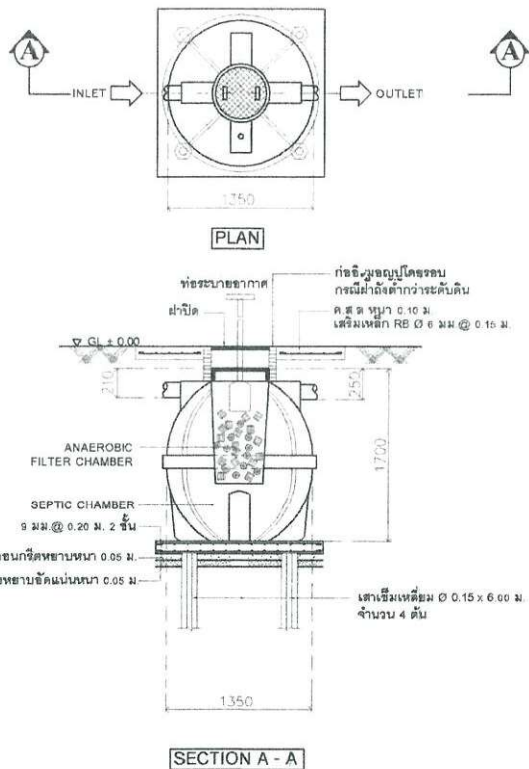 A
A
INLET
OUTLET
1350
PLAN
ท่อระบายอากาศ
ฝาปิด
ก่ออิฐมอญปูโดยรอบ
กรณีฝาถังต่ำกว่าระดับดิน
ค.ส.ล หนา 0.10 ม
เสริมเหล็ก RB Ø 6 มม @ 0.15 ม.
GL ± 0.00
210
250
1700
ANAEROBIC
FILTER CHAMBER
SEPTIC CHAMBER
9 มม.@ 0.20 ม. 2 ชั้น
อนกรีตหยาบหนา 0.05 ม.
หยาบอัดแน่นหนา 0.05 ม.
เสาเข็มเหลี่ยม Ø 0.15 x 6.00 ม.
จำนวน 4 ต้น
1350
SECTION A - A